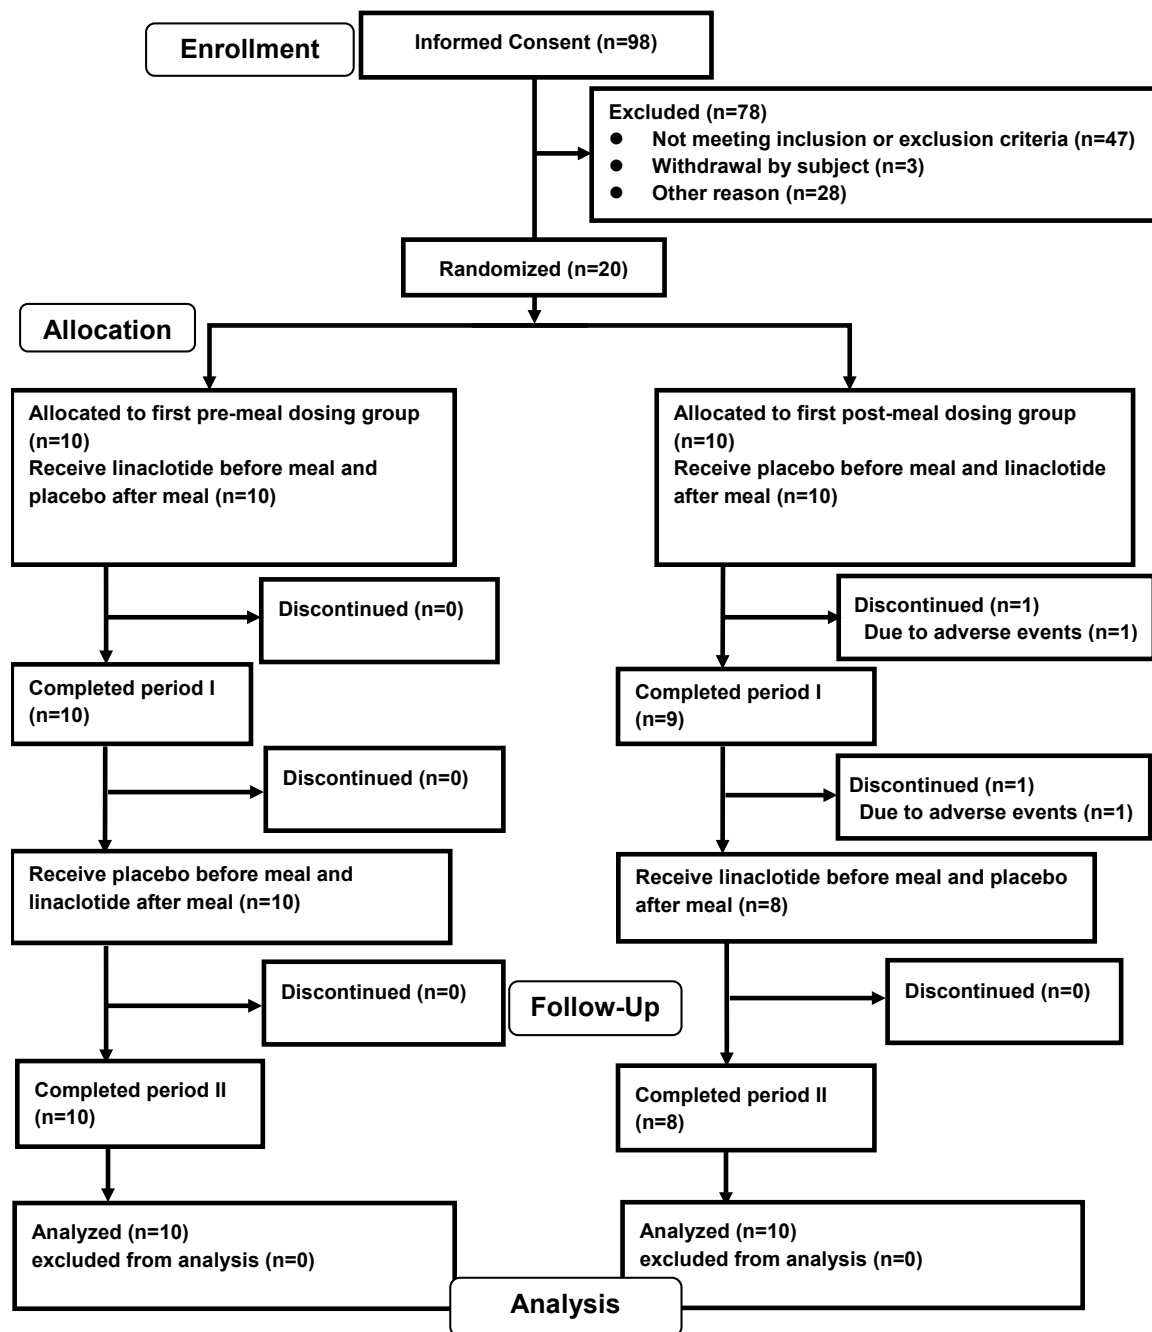 Enrollment
Informed Consent (n=98)
Excluded (n=78)
● Not meeting inclusion or exclusion criteria (n=47)
● Withdrawal by subject (n=3)
● Other reason (n=28)
Randomized (n=20)
Allocation
Allocated to first pre-meal dosing group
(n=10)
Receive linaclotide before meal and
placebo after meal (n=10)
Allocated to first post-meal dosing group
(n=10)
Receive placebo before meal and linaclotide
after meal (n=10)
Discontinued (n=0)
Discontinued (n=1)
Due to adverse events (n=1)
Completed period I
(n=10)
Completed period I
(n=9)
Discontinued (n=0)
Discontinued (n=1)
Due to adverse events (n=1)
Receive placebo before meal and
linaclotide after meal (n=10)
Receive linaclotide before meal and placebo
after meal (n=8)
Discontinued (n=0)
Follow-Up
Discontinued (n=0)
Completed period II
(n=10)
Completed period II
(n=8)
Analyzed (n=10)
excluded from analysis (n=0)
Analyzed (n=10)
excluded from analysis (n=0)
Analysis